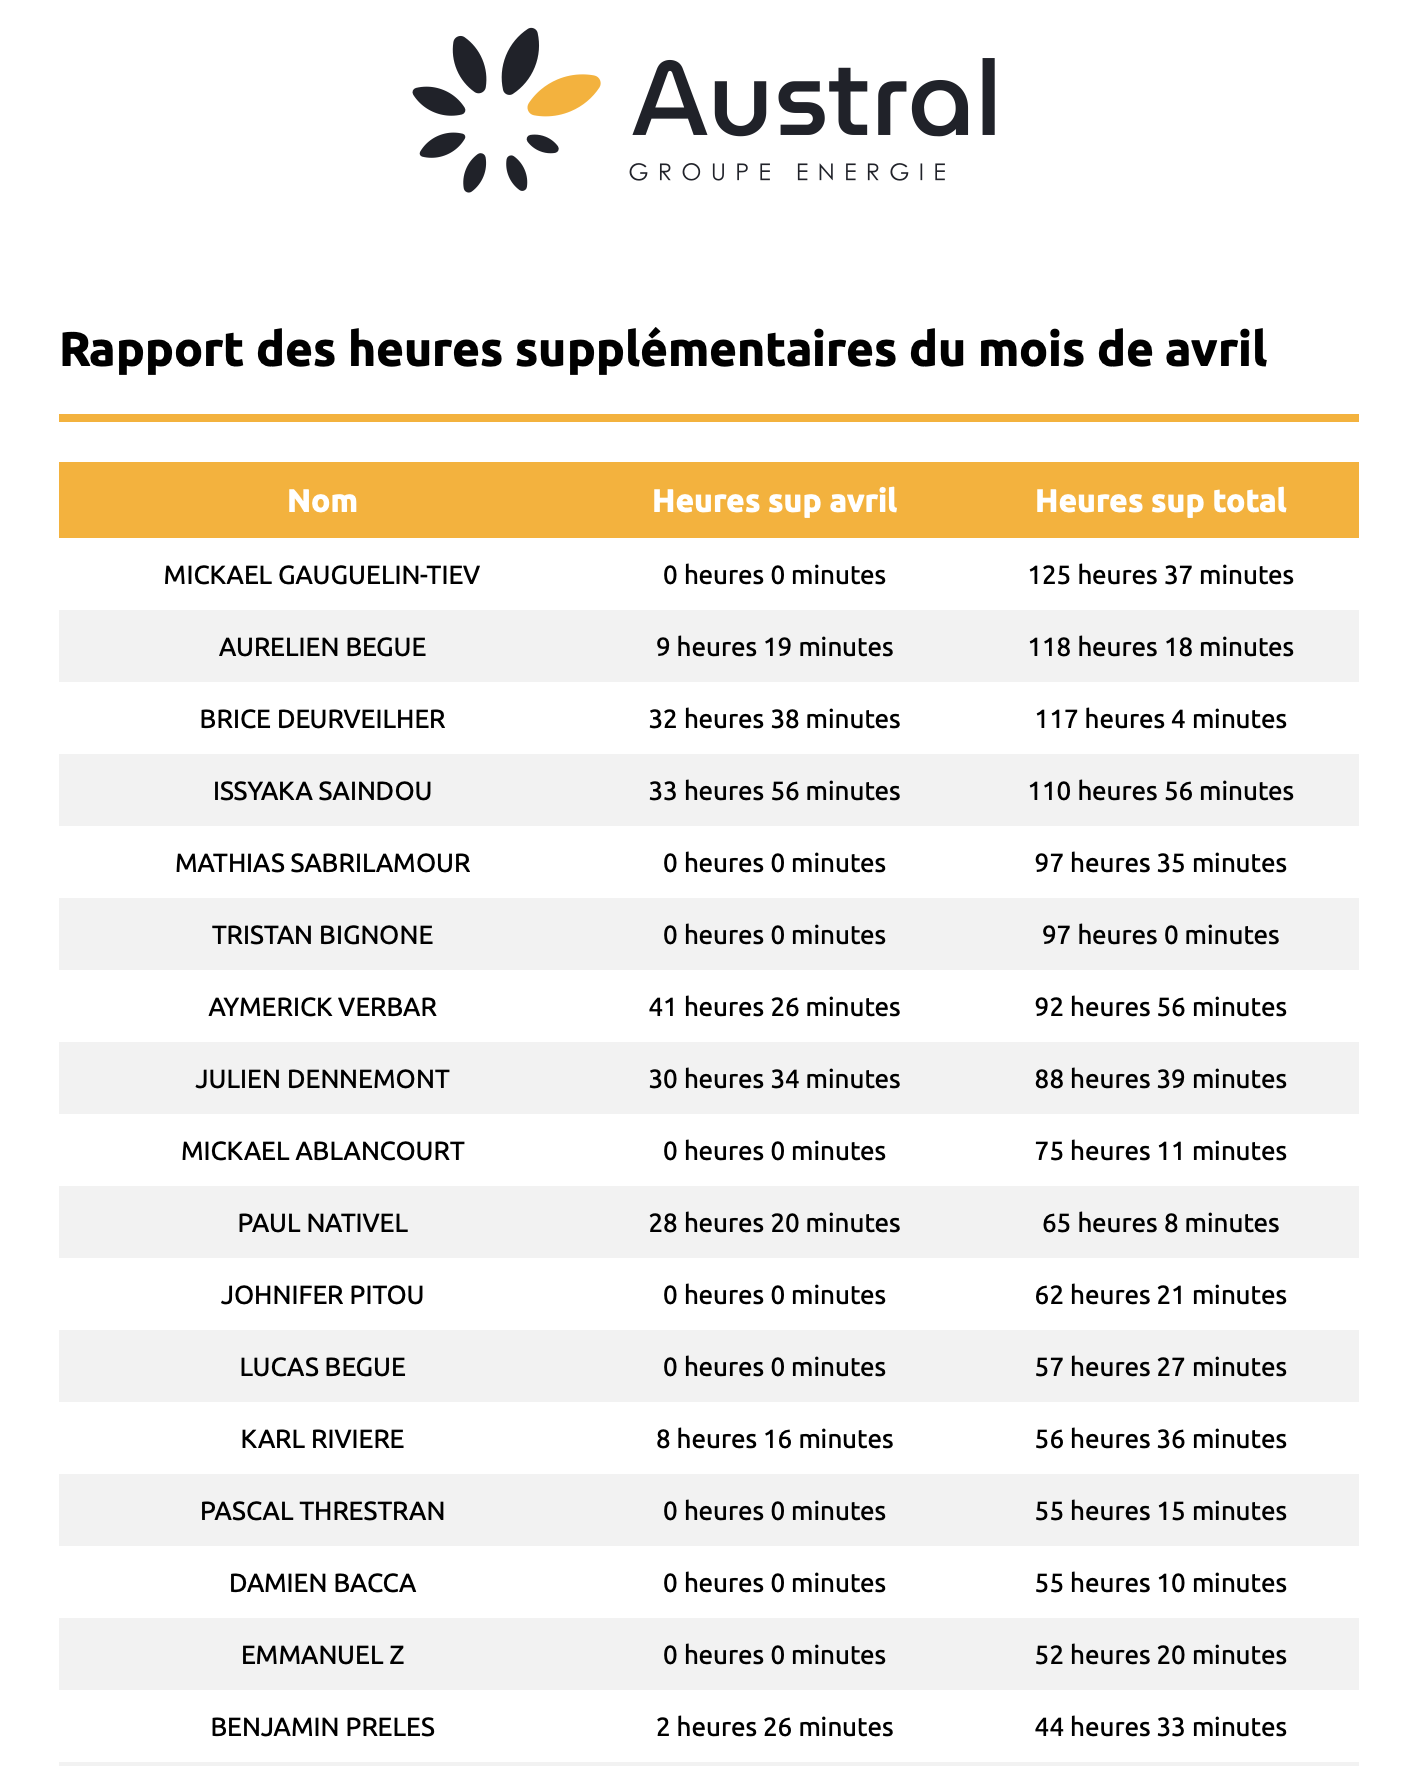 Austral
GROUPE ENERGIE
Rapport des heures supplémentaires du mois de avril
Nom Heures sup avril Heures sup total
MICKAEL GAUGUELIN-TIEV 0 heures 0 minutes 125 heures 37 minutes
AURELIEN BEGUE 9 heures 19 minutes 118 heures 18 minutes
BRICE DEURVEILHER 32 heures 38 minutes 117 heures 4 minutes
ISSYAKA SAINDOU 33 heures 56 minutes 110 heures 56 minutes
MATHIAS SABRILAMOUR 0 heures 0 minutes 97 heures 35 minutes
TRISTAN BIGNONE 0 heures 0 minutes 97 heures 0 minutes
AYMERICK VERBAR 41 heures 26 minutes 92 heures 56 minutes
JULIEN DENNEMONT 30 heures 34 minutes 88 heures 39 minutes
MICKAEL ABLANCOURT 0 heures 0 minutes 75 heures 11 minutes
PAUL NATIVEL 28 heures 20 minutes 65 heures 8 minutes
JOHNIFER PITOU 0 heures 0 minutes 62 heures 21 minutes
LUCAS BEGUE 0 heures 0 minutes 57 heures 27 minutes
KARL RIVIERE 8 heures 16 minutes 56 heures 36 minutes
PASCAL THRESTRAN 0 heures 0 minutes 55 heures 15 minutes
DAMIEN BACCA 0 heures 0 minutes 55 heures 10 minutes
EMMANUEL Z 0 heures 0 minutes 52 heures 20 minutes
BENJAMIN PRELES 2 heures 26 minutes 44 heures 33 minutes